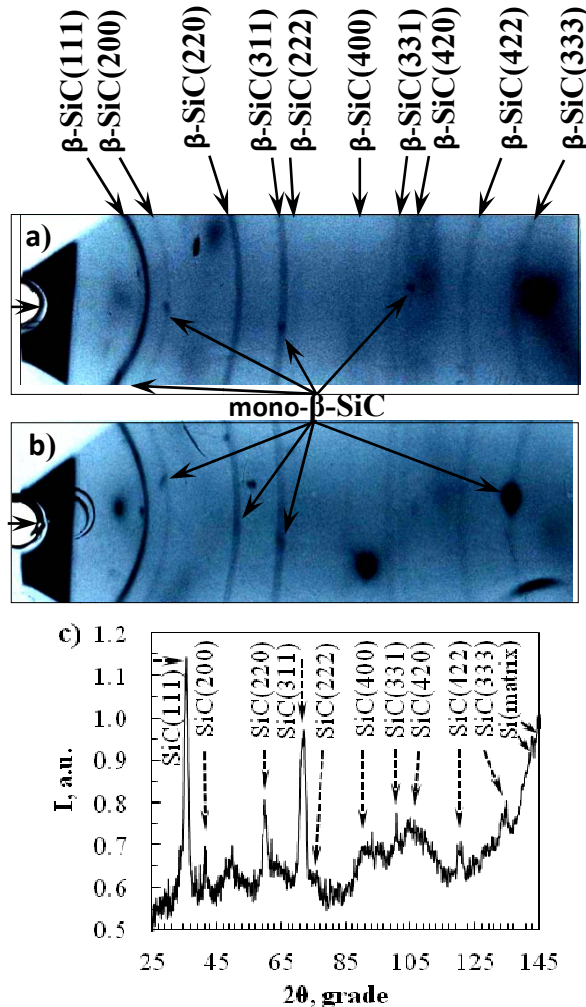 β-SiC(111)
β-SiC(200)
β-SiC(220)
β-SiC(311)
β-SiC(222)
β-SiC(400)
β-SiC(331)
β-SiC(420)
β-SiC(422)
β-SiC(333)
a)
mono-β-SiC
b)
c)
SiC(111)
SiC(200)
SiC(220)
SiC(311)
SiC(222)
SiC(400)
SiC(331)
SiC(420)
SiC(422)
SiC(333)
Si(matrix)
1.2
1.1
1.0
0.9
0.8
0.7
0.6
0.5
I, a.u.
25 45 65 85 105 125 145
2θ, grade